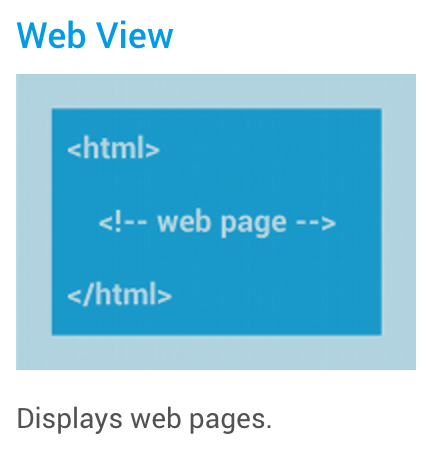 Web View
<html>
<!-- web page -->
</html>
Displays web pages.